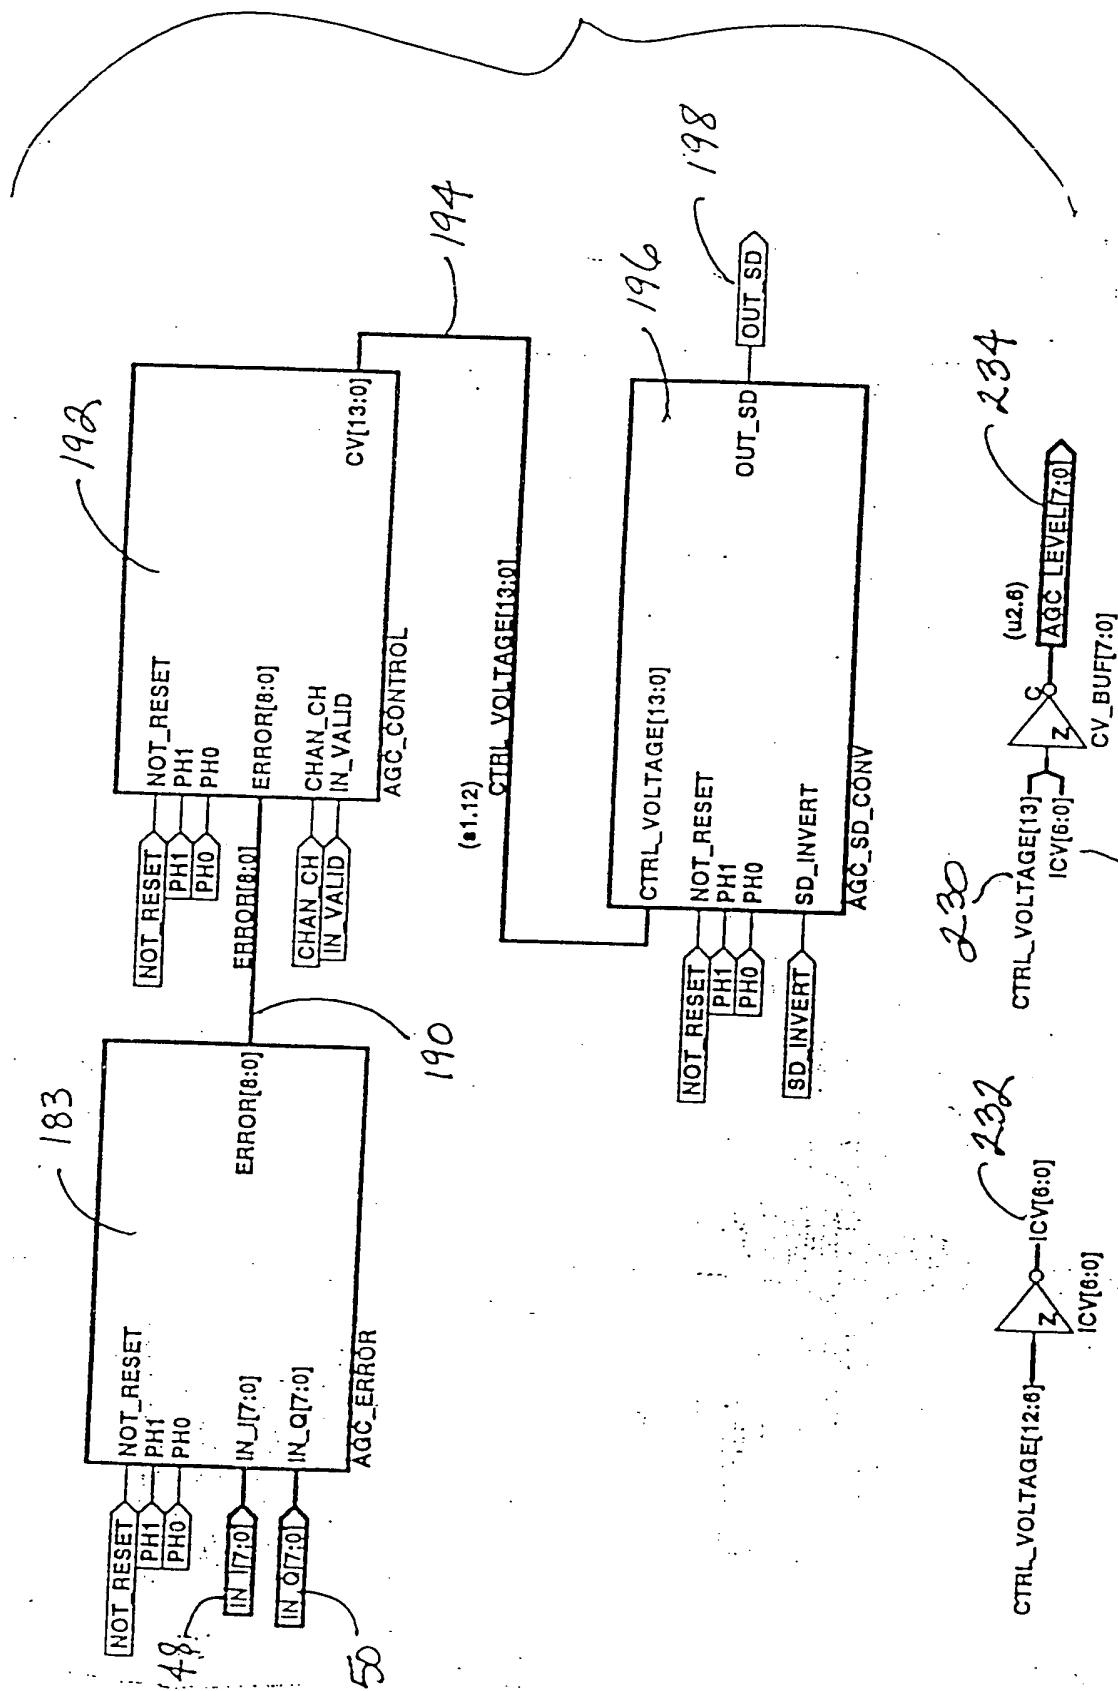 183
NOT_RESET
PH1
PH0
IN_I[7:0]
IN_Q[7:0]
48
50
NOT_RESET
PH1
PH0
IN_I[7:0]
IN_Q[7:0]
AGC_ERROR
ERROR[8:0]
190
ERROR[8:0]
192
NOT_RESET
PH1
PH0
CHAN_CH
IN_VALID
NOT_RESET
PH1
PH0
ERROR[8:0]
CHAN_CH
IN_VALID
AGC_CONTROL
CV[13:0]
194
(s1.12)
CTRL_VOLTAGE[13:0]
196
CTRL_VOLTAGE[13:0]
NOT_RESET
PH1
PH0
SD_INVERT
NOT_RESET
PH1
PH0
SD_INVERT
AGC_SD_CONV
OUT_SD
OUT_SD
198
CTRL_VOLTAGE[12:6]
Z
ICV[6:0]
ICV[6:0]
232
230
CTRL_VOLTAGE[13]
ICV[6:0]
Z
C
CV_BUF[7:0]
(u2.6)
AGC_LEVEL[7:0]
234